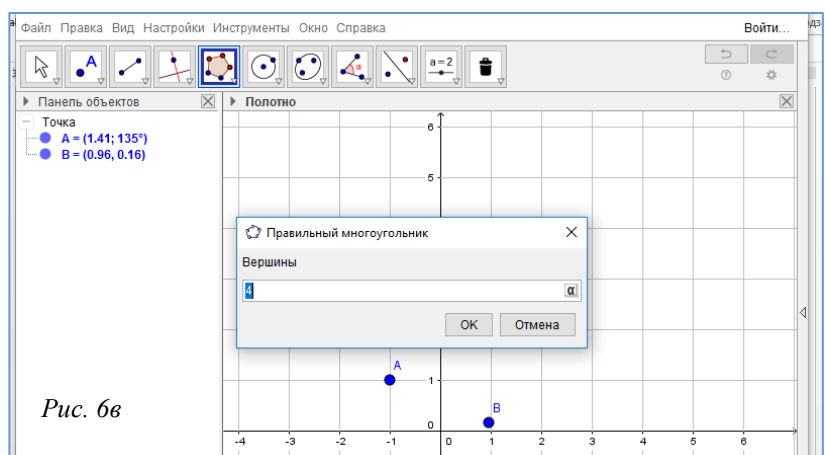 Файл Правка Вид Настройки Инструменты Окно Справка
Войти...
A
α
a = 2
Панель объектов
Полотно
Точка
A = (1.41; 135°)
B = (0.96, 0.16)
6
5
Правильный многоугольник
Вершины
4
α
OK Отмена
A
1
B
0
-4 -3 -2 -1 0 1 2 3 4 5 6
Рис. 6в